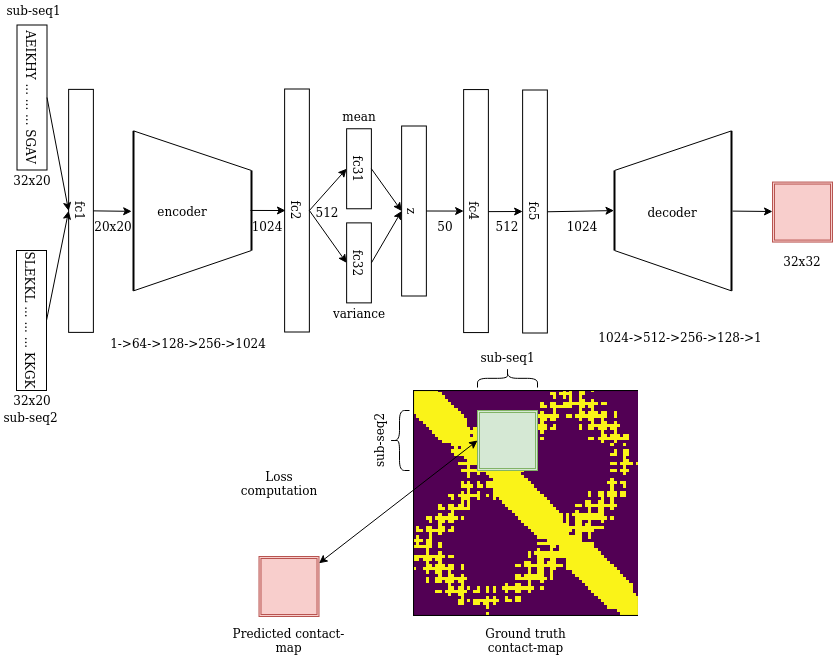 sub-seq1
AEIKHY ... ... ... SGAV
32x20
SILEKKL ... ... ... KKGK
32x20
sub-seq2
fc1
20x20
encoder
1->64->128->256->1024
1024
fc2
512
mean
fc31
fc32
variance
z
50
fc4
512
fc5
1024
decoder
1024->512->256->128->1
32x32
sub-seq1
sub-seq2
Loss
computation
Predicted contact-
map
Ground truth
contact-map